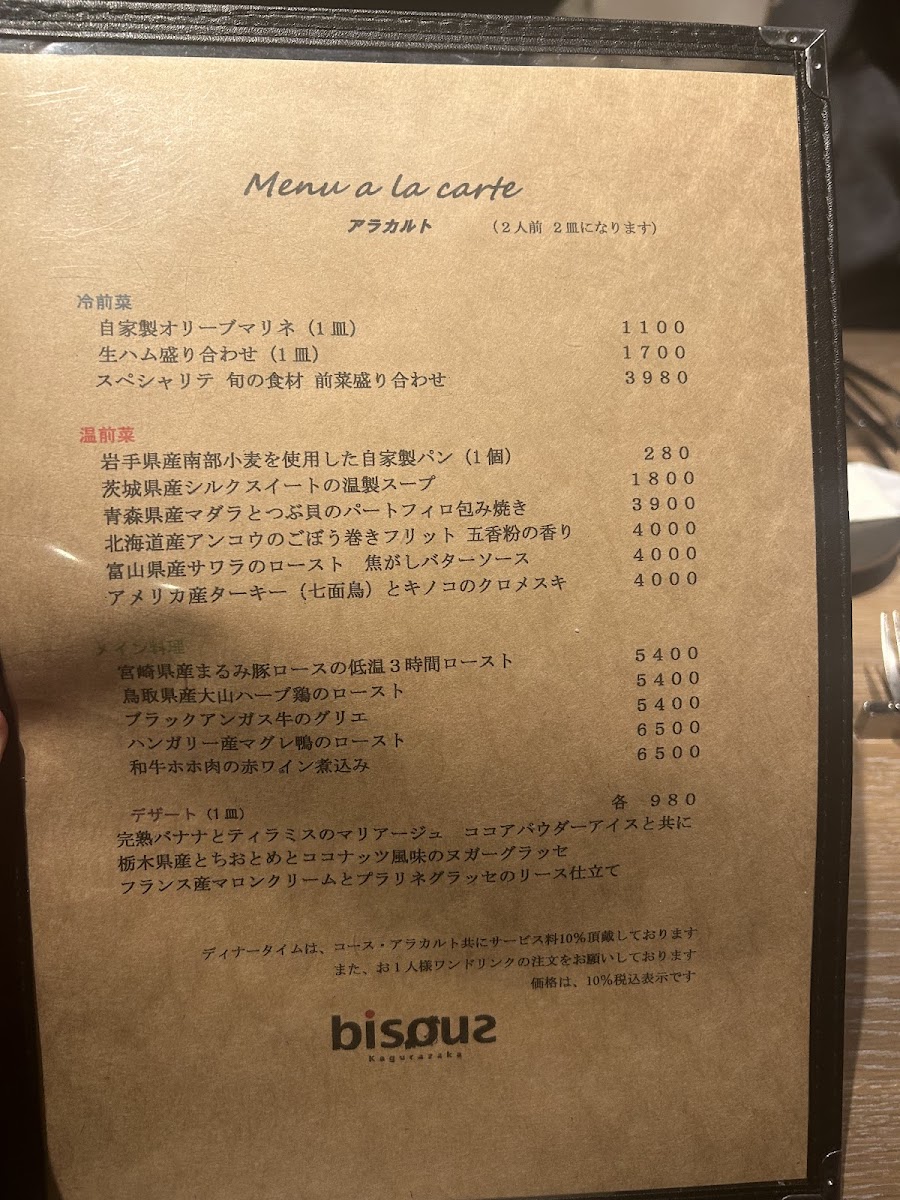 Menu a la carte
アラカルト （２人前 ２皿になります）
冷前菜
自家製オリーブマリネ（1皿） １１００
生ハム盛り合わせ（1皿） １７００
スペシャリテ 旬の食材 前菜盛り合わせ ３９８０
温前菜
岩手県産南部小麦を使用した自家製パン（1個） ２８０
茨城県産シルクスイートの温製スープ １８００
青森県産マダラとつぶ貝のパートフィロ包み焼き ３９００
北海道産アンコウのごぼう巻きフリット 五香粉の香り ４０００
富山県産サワラのロースト 焦がしバターソース ４０００
アメリカ産ターキー（七面鳥）とキノコのクロメスキ ４０００
メイン料理
宮崎県産まるみ豚ロースの低温３時間ロースト ５４００
鳥取県産大山ハーブ鶏のロースト ５４００
ブラックアンガス牛のグリエ ５４００
ハンガリー産マグレ鴨のロースト ６５００
和牛ホホ肉の赤ワイン煮込み ６５００
デザート（1皿） 各 ９８０
完熟バナナとティラミスのマリアージュ ココアパウダーアイスと共に
栃木県産とちおとめとココナッツ風味のヌガーグラッセ
フランス産マロンクリームとプラリネグラッセのリース仕立て
ディナータイムは、コース・アラカルト共にサービス料10％頂戴しております
また、お１人様ワンドリンクの注文をお願いしております
価格は、10％税込表示です
bisous
Kagurazaka